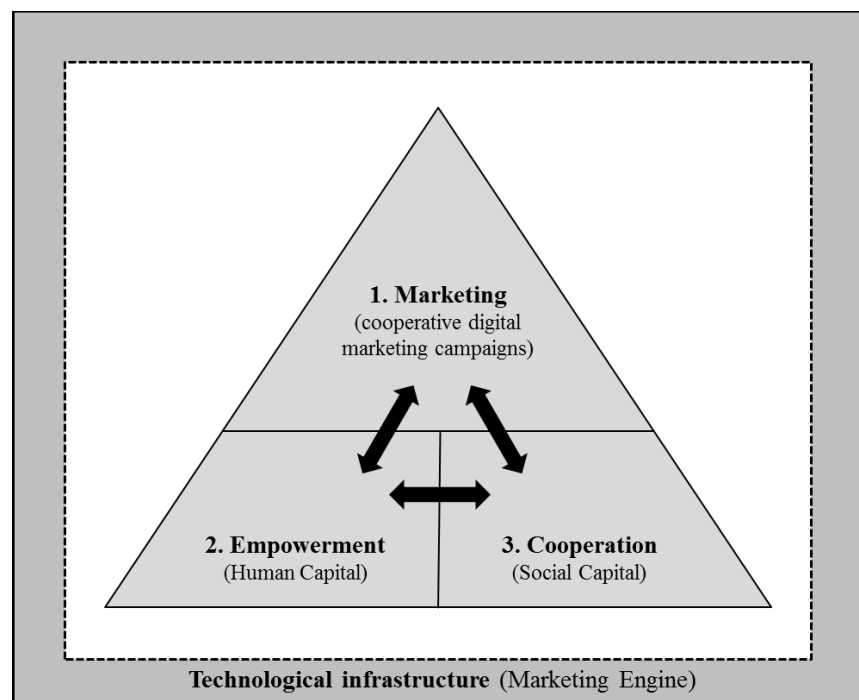 1. Marketing
(cooperative digital
marketing campaigns)
2. Empowerment
(Human Capital)
3. Cooperation
(Social Capital)
Technological infrastructure (Marketing Engine)